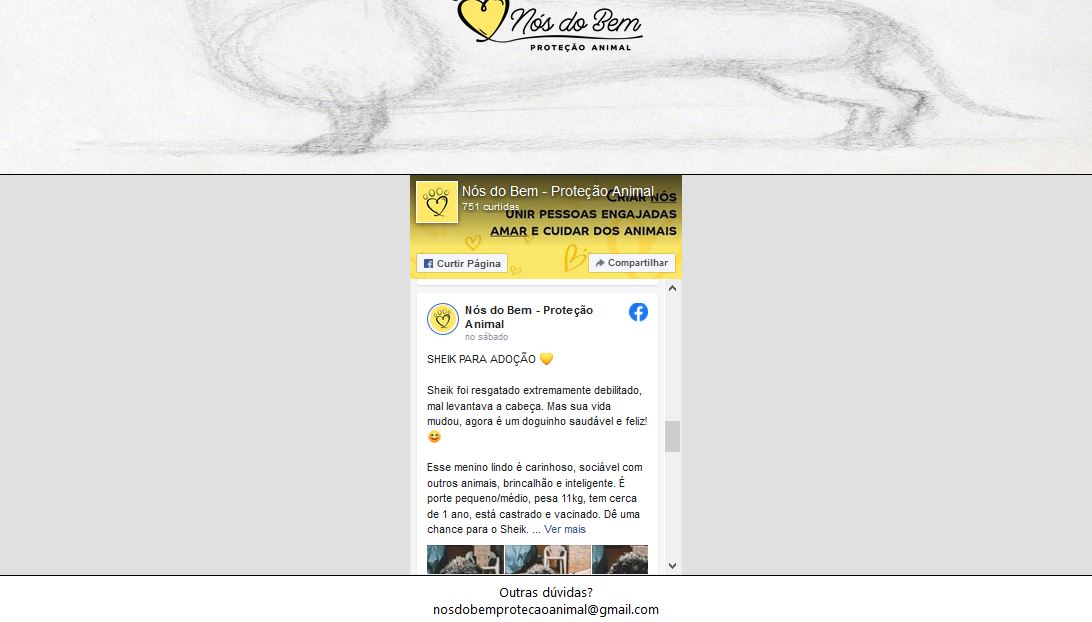 Nós do Bem
PROTEÇÃO ANIMAL
Nós do Bem - Proteção Animal
751 curtidas
CRIAR NÓS
UNIR PESSOAS ENGAJADAS
AMAR E CUIDAR DOS ANIMAIS
Curtir Página
Compartilhar
Nós do Bem - Proteção
Animal
no sábado
SHEIK PARA ADOÇÃO 💛
Sheik foi resgatado extremamente debilitado,
mal levantava a cabeça. Mas sua vida
mudou, agora é um doguinho saudável e feliz!
😊
Esse menino lindo é carinhoso, sociável com
outros animais, brincalhão e inteligente. É
porte pequeno/médio, pesa 11kg, tem cerca
de 1 ano, está castrado e vacinado. Dê uma
chance para o Sheik. ... Ver mais
Outras dúvidas?
nosdobemprotecaoanimal@gmail.com